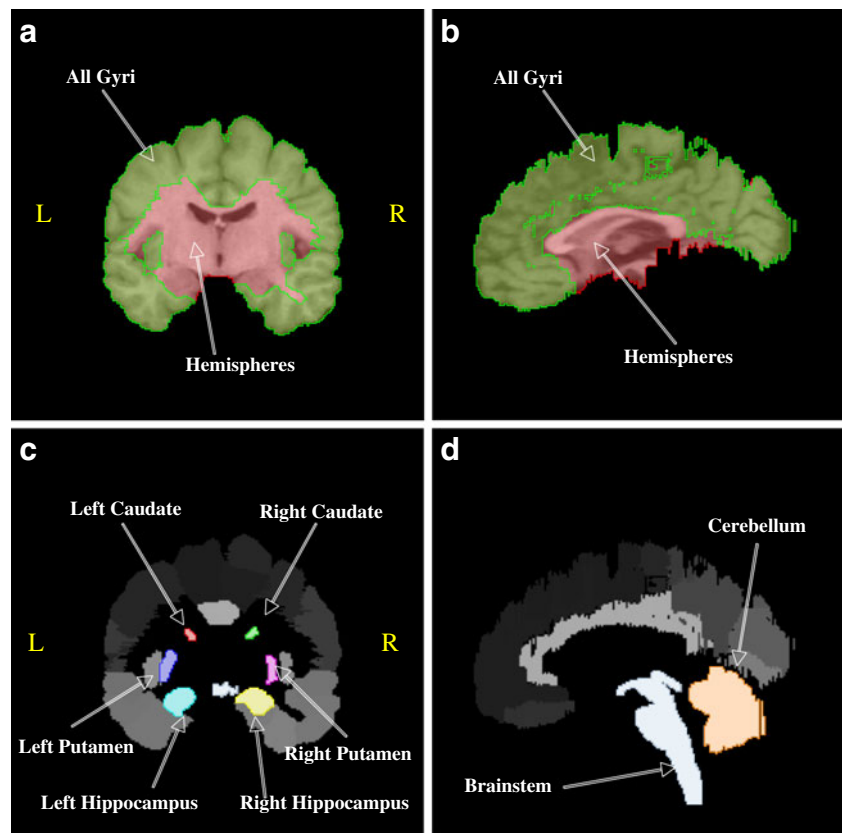 a
All Gyri
L
R
Hemispheres
b
All Gyri
Hemispheres
c
Left Caudate
Right Caudate
L
R
Left Putamen
Right Putamen
Left Hippocampus
Right Hippocampus
d
Cerebellum
Brainstem